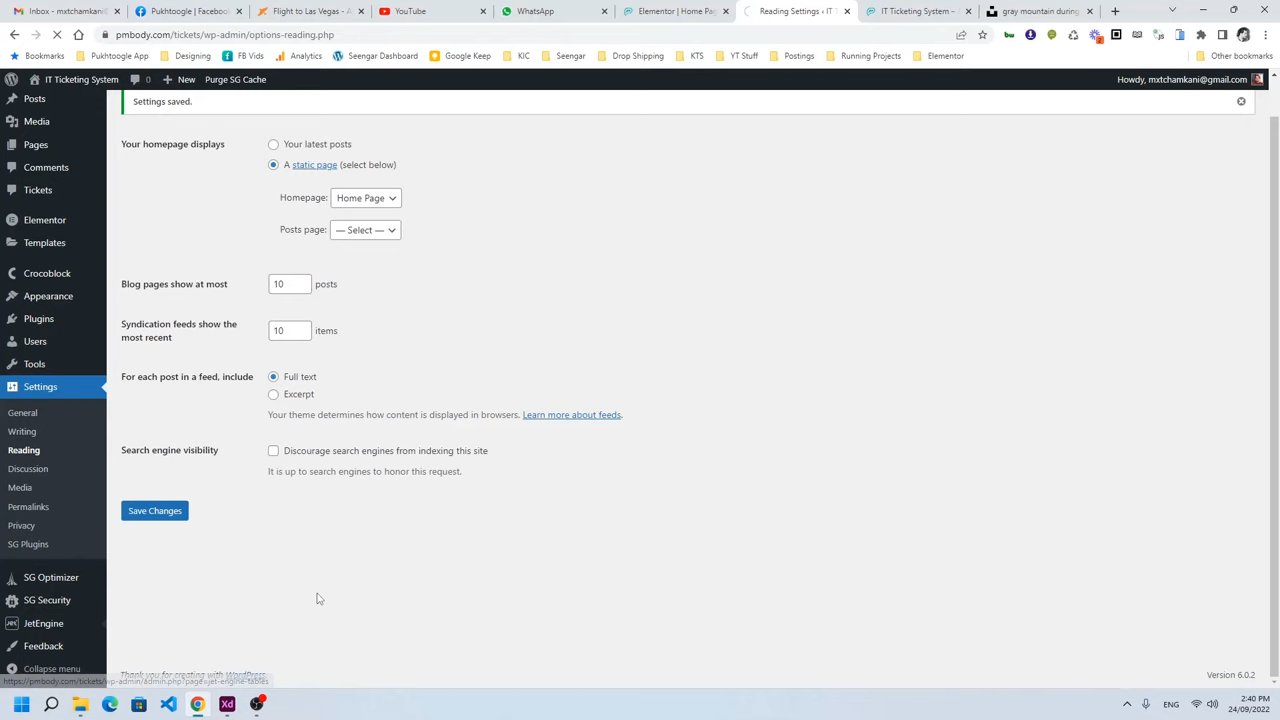 Gmail
Facebook
Flight to Las Vegas - A
YouTube
WhatsApp
Elementor | Home Pag
Reading Settings ‹ IT T
IT Ticketing System –
gray mountain during
pmbody.com/tickets/wp-admin/options-reading.php
Bookmarks
Pukhtoogle App
Designing
FB Vids
Analytics
Seengar Dashboard
Google Keep
KIC
Seengar
Drop Shipping
KTS
YT Stuff
Postings
Running Projects
Elementor
Other bookmarks
IT Ticketing System
0
New
Purge SG Cache
Howdy, mxtchamkani@gmail.com
Posts
Media
Pages
Comments
Tickets
Elementor
Templates
Crocoblock
Appearance
Plugins
Users
Tools
Settings
General
Writing
Reading
Discussion
Media
Permalinks
Privacy
SG Plugins
SG Optimizer
SG Security
JetEngine
Feedback
Collapse menu
Settings saved.
Your homepage displays
Your latest posts
A static page (select below)
Homepage: Home Page
Posts page: — Select —
Blog pages show at most
10 posts
Syndication feeds show the
most recent
10 items
For each post in a feed, include
Full text
Excerpt
Your theme determines how content is displayed in browsers. Learn more about feeds.
Search engine visibility
Discourage search engines from indexing this site
It is up to search engines to honor this request.
Save Changes
Thank you for creating with WordPress.
Version 6.0.2
https://pmbody.com/tickets/wp-admin/admin.php?page=jet-engine-tables
ENG
2:40 PM
24/09/2022